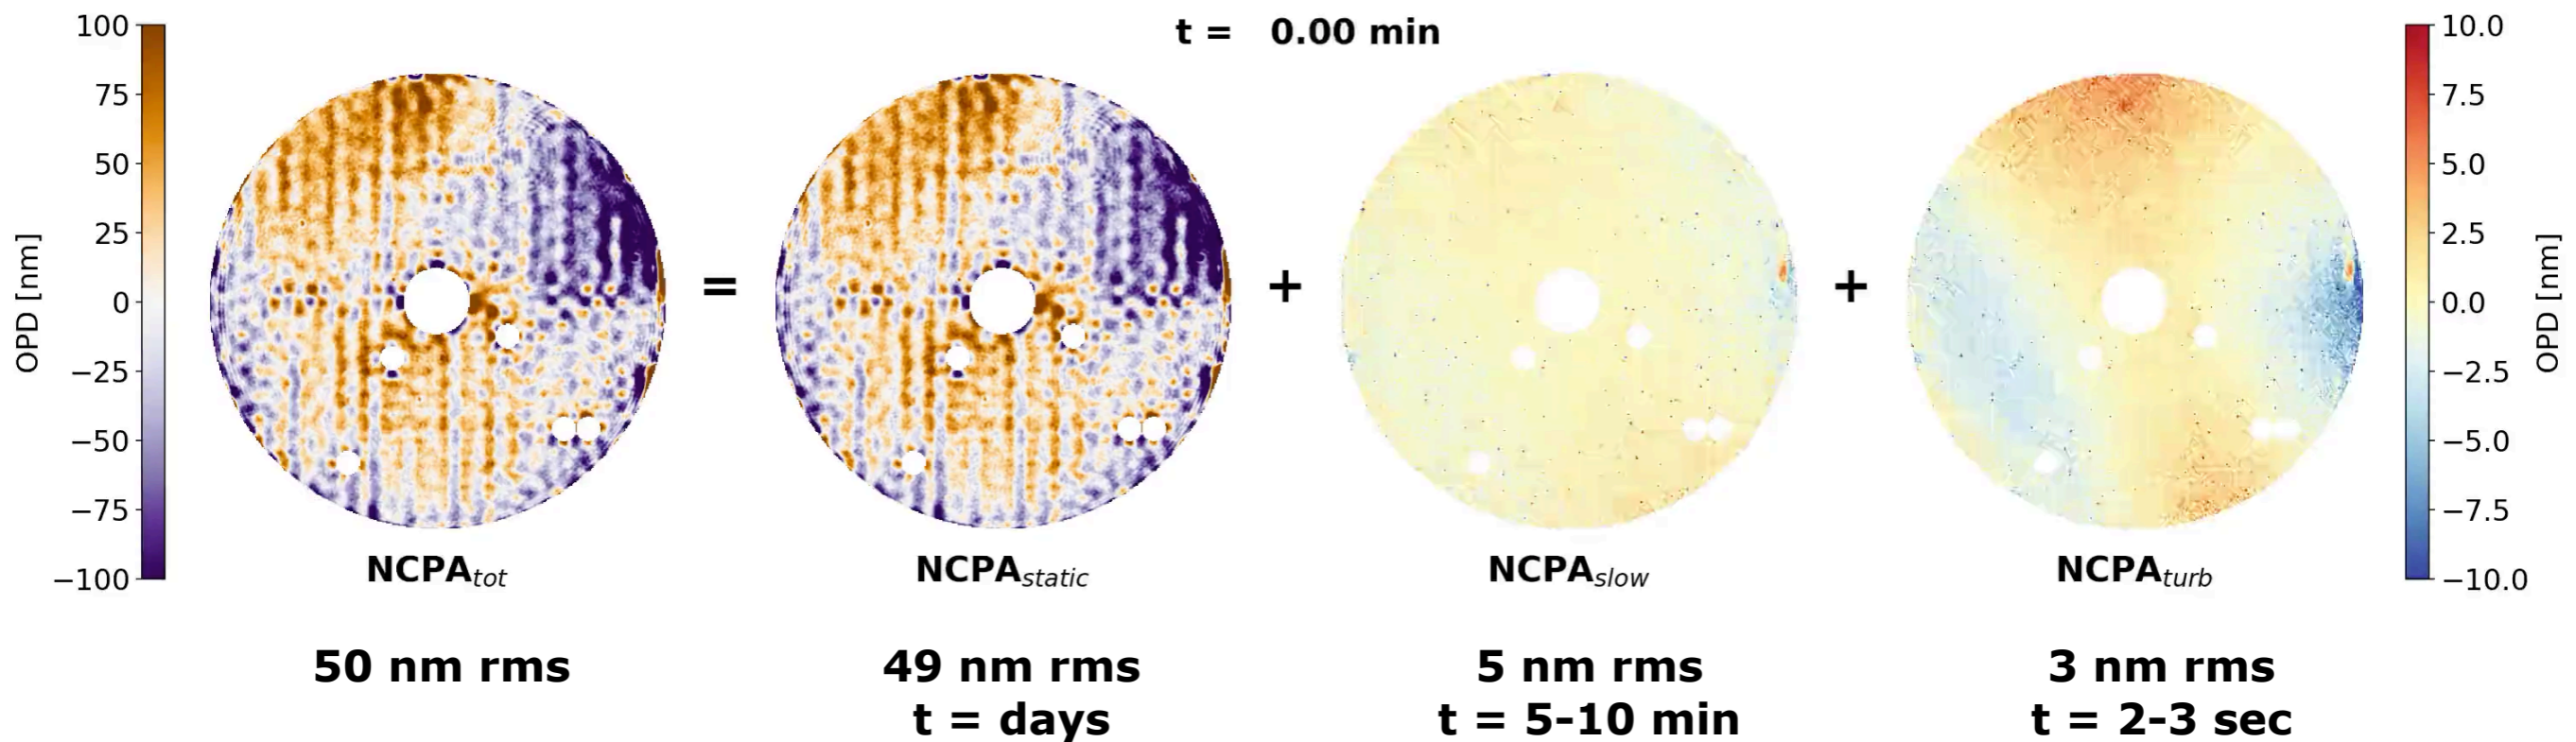 t = 0.00 min
100
75
50
25
0
−25
−50
−75
−100
OPD [nm]
=
+
+
10.0
7.5
5.0
2.5
0.0
−2.5
−5.0
−7.5
−10.0
OPD [nm]
NCPAtot
NCPAstatic
NCPAslow
NCPAturb
50 nm rms
49 nm rms
5 nm rms
3 nm rms
t = days
t = 5-10 min
t = 2-3 sec